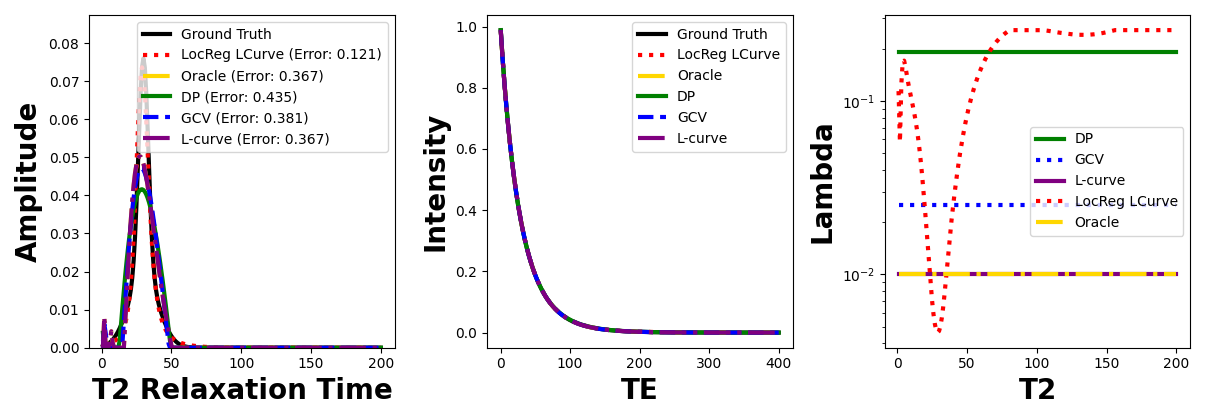 Amplitude
0.08
0.07
0.06
0.05
0.04
0.03
0.02
0.01
0.00
Ground Truth
LocReg LCurve (Error: 0.121)
Oracle (Error: 0.367)
DP (Error: 0.435)
GCV (Error: 0.381)
L-curve (Error: 0.367)
0 50 100 150 200
T2 Relaxation Time
Intensity
1.0
0.8
0.6
0.4
0.2
0.0
Ground Truth
LocReg LCurve
Oracle
DP
GCV
L-curve
0 100 200 300 400
TE
Lambda
10⁻¹
10⁻²
DP
GCV
L-curve
LocReg LCurve
Oracle
0 50 100 150 200
T2